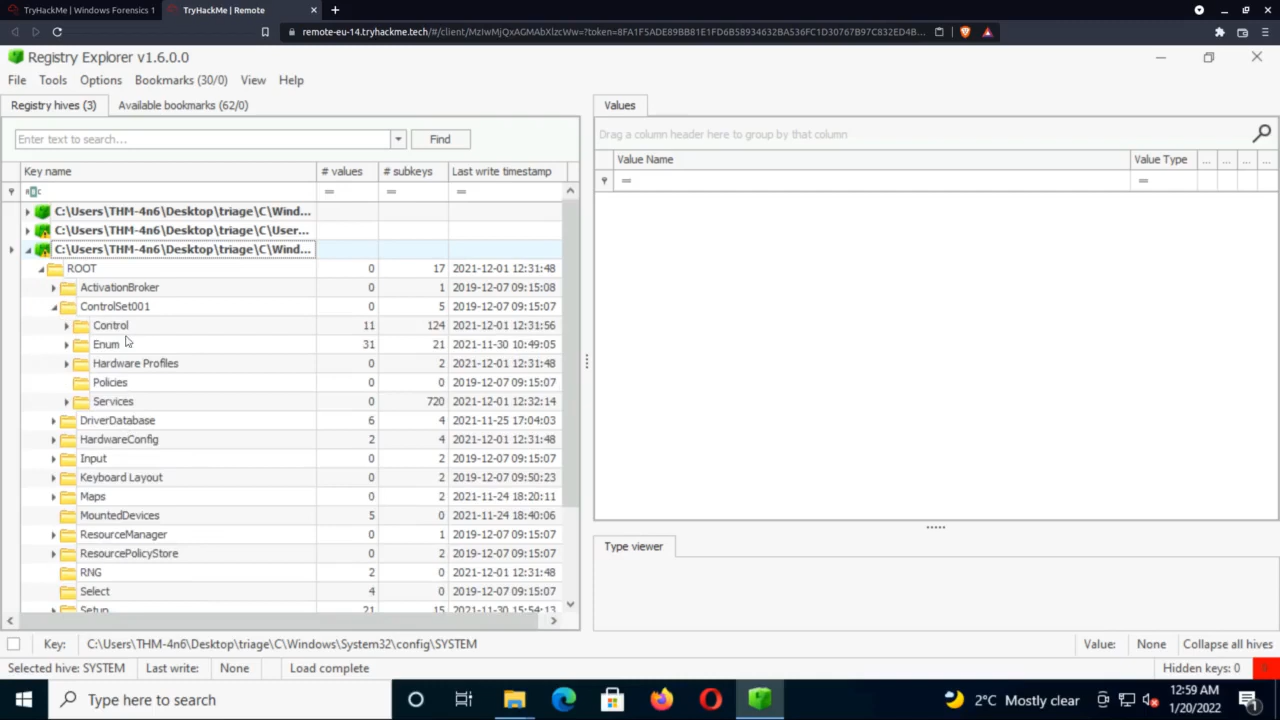 TryHackMe | Windows Forensics 1
TryHackMe | Remote
remote-eu-14.tryhackme.tech/#/client/MzIwMjQxAGMAbXlzcWw=?token=8FA1F5ADE89BB81E1FD6B58934632BA536FC1D30767B97C832ED4B...
Registry Explorer v1.6.0.0
File Tools Options Bookmarks (30/0) View Help
Registry hives (3) Available bookmarks (62/0)
Enter text to search... Find
Key name # values # subkeys Last write timestamp
= = =
C:\Users\THM-4n6\Desktop\triage\C\Wind...
C:\Users\THM-4n6\Desktop\triage\C\User...
C:\Users\THM-4n6\Desktop\triage\C\Wind...
ROOT 0 17 2021-12-01 12:31:48
ActivationBroker 0 1 2019-12-07 09:15:08
ControlSet001 0 5 2019-12-07 09:15:07
Control 11 124 2021-12-01 12:31:56
Enum 31 21 2021-11-30 10:49:05
Hardware Profiles 0 2 2021-12-01 12:31:48
Policies 0 0 2019-12-07 09:15:07
Services 0 720 2021-12-01 12:32:14
DriverDatabase 6 4 2021-11-25 17:04:03
HardwareConfig 2 4 2021-12-01 12:31:48
Input 0 2 2019-12-07 09:15:07
Keyboard Layout 0 2 2019-12-07 09:50:23
Maps 0 2 2021-11-24 18:20:11
MountedDevices 5 0 2021-11-24 18:40:06
ResourceManager 0 1 2019-12-07 09:15:07
ResourcePolicyStore 0 2 2019-12-07 09:15:07
RNG 2 0 2021-12-01 12:31:48
Select 4 0 2019-12-07 09:15:07
Setup 21 15 2021-11-30 15:54:13
Values
Drag a column header here to group by that column
Value Name Value Type ... ... ... ...
= =
Type viewer
Key: C:\Users\THM-4n6\Desktop\triage\C\Windows\System32\config\SYSTEM
Value: None Collapse all hives
Selected hive: SYSTEM Last write: None Load complete
Hidden keys: 0
Type here to search
2°C Mostly clear
12:59 AM
1/20/2022
1